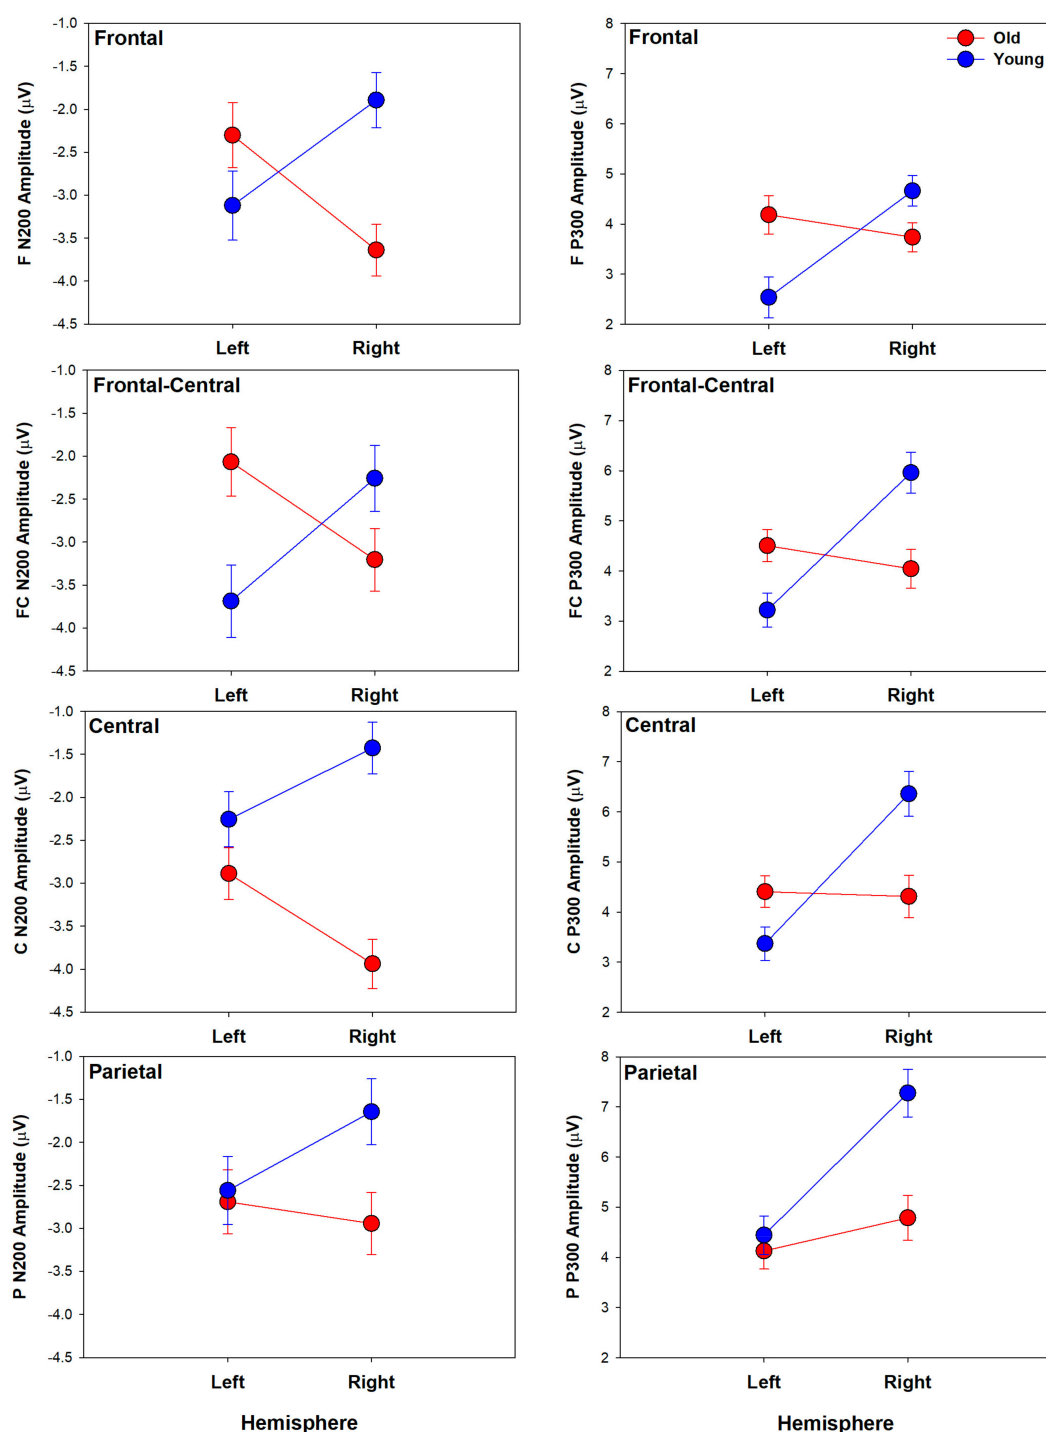 Frontal
F N200 Amplitude (μV)
-1.0
-1.5
-2.0
-2.5
-3.0
-3.5
-4.0
-4.5
Left Right
Frontal
Old
Young
F P300 Amplitude (μV)
8
7
6
5
4
3
2
Left Right
Frontal-Central
FC N200 Amplitude (μV)
-1.0
-1.5
-2.0
-2.5
-3.0
-3.5
-4.0
-4.5
Left Right
Frontal-Central
FC P300 Amplitude (μV)
8
7
6
5
4
3
2
Left Right
Central
C N200 Amplitude (μV)
-1.0
-1.5
-2.0
-2.5
-3.0
-3.5
-4.0
-4.5
Left Right
Central
C P300 Amplitude (μV)
8
7
6
5
4
3
2
Left Right
Parietal
P N200 Amplitude (μV)
-1.0
-1.5
-2.0
-2.5
-3.0
-3.5
-4.0
-4.5
Left Right
Hemisphere
Parietal
P P300 Amplitude (μV)
8
7
6
5
4
3
2
Left Right
Hemisphere